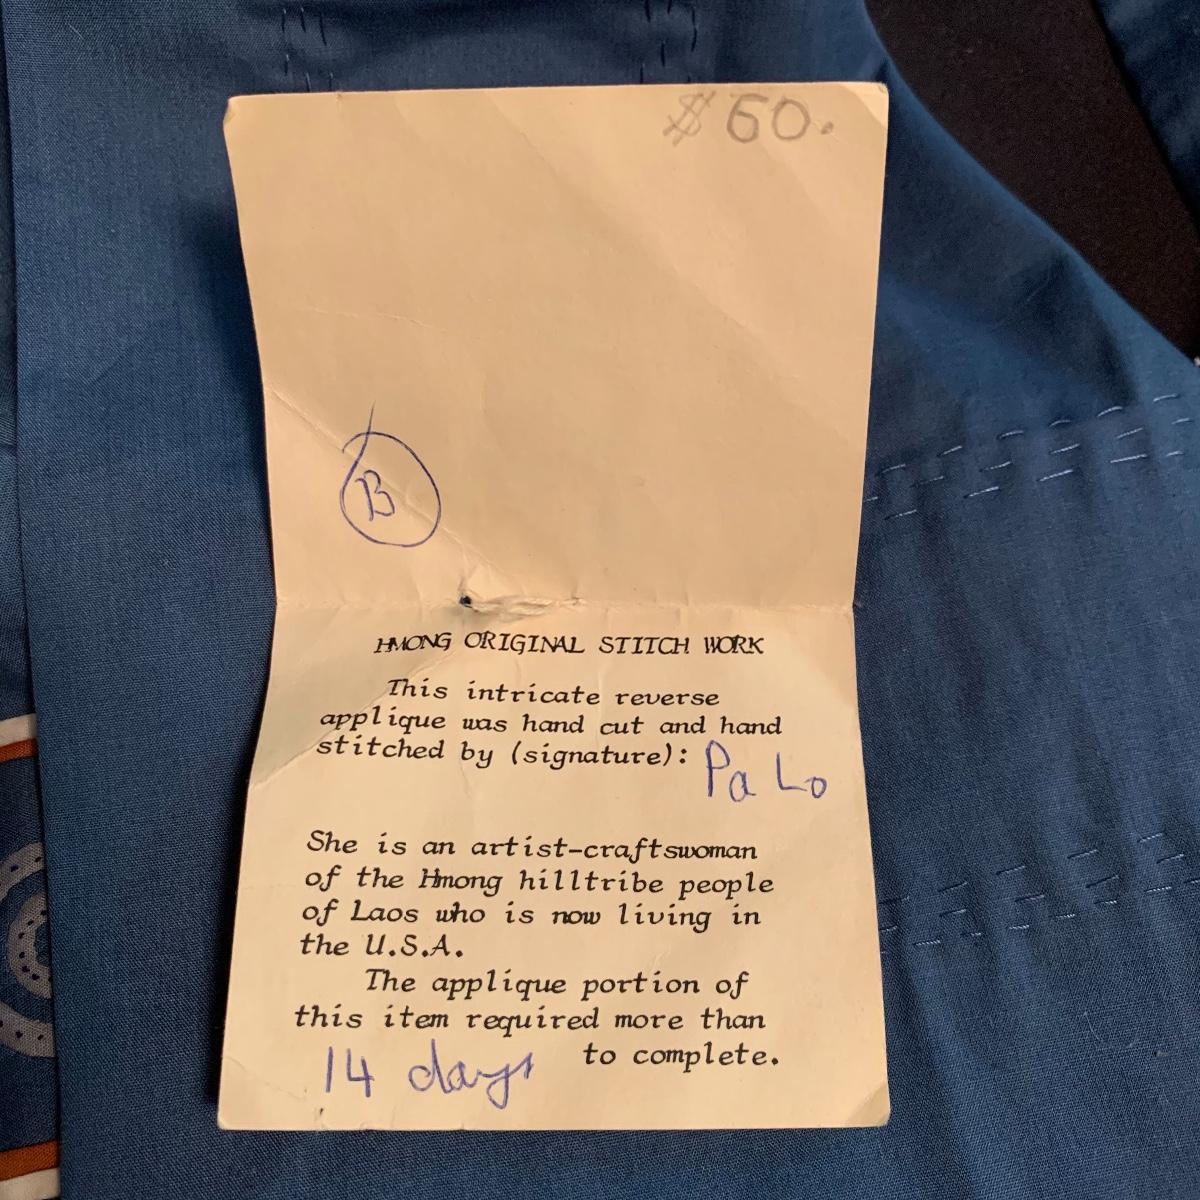 $60.
B
HMONG ORIGINAL STITCH WORK
This intricate reverse
applique was hand cut and hand
stitched by (signature): Pa Lo
She is an artist-craftswoman
of the Hmong hilltribe people
of Laos who is now living in
the U.S.A.
The applique portion of
this item required more than
14 days to complete.